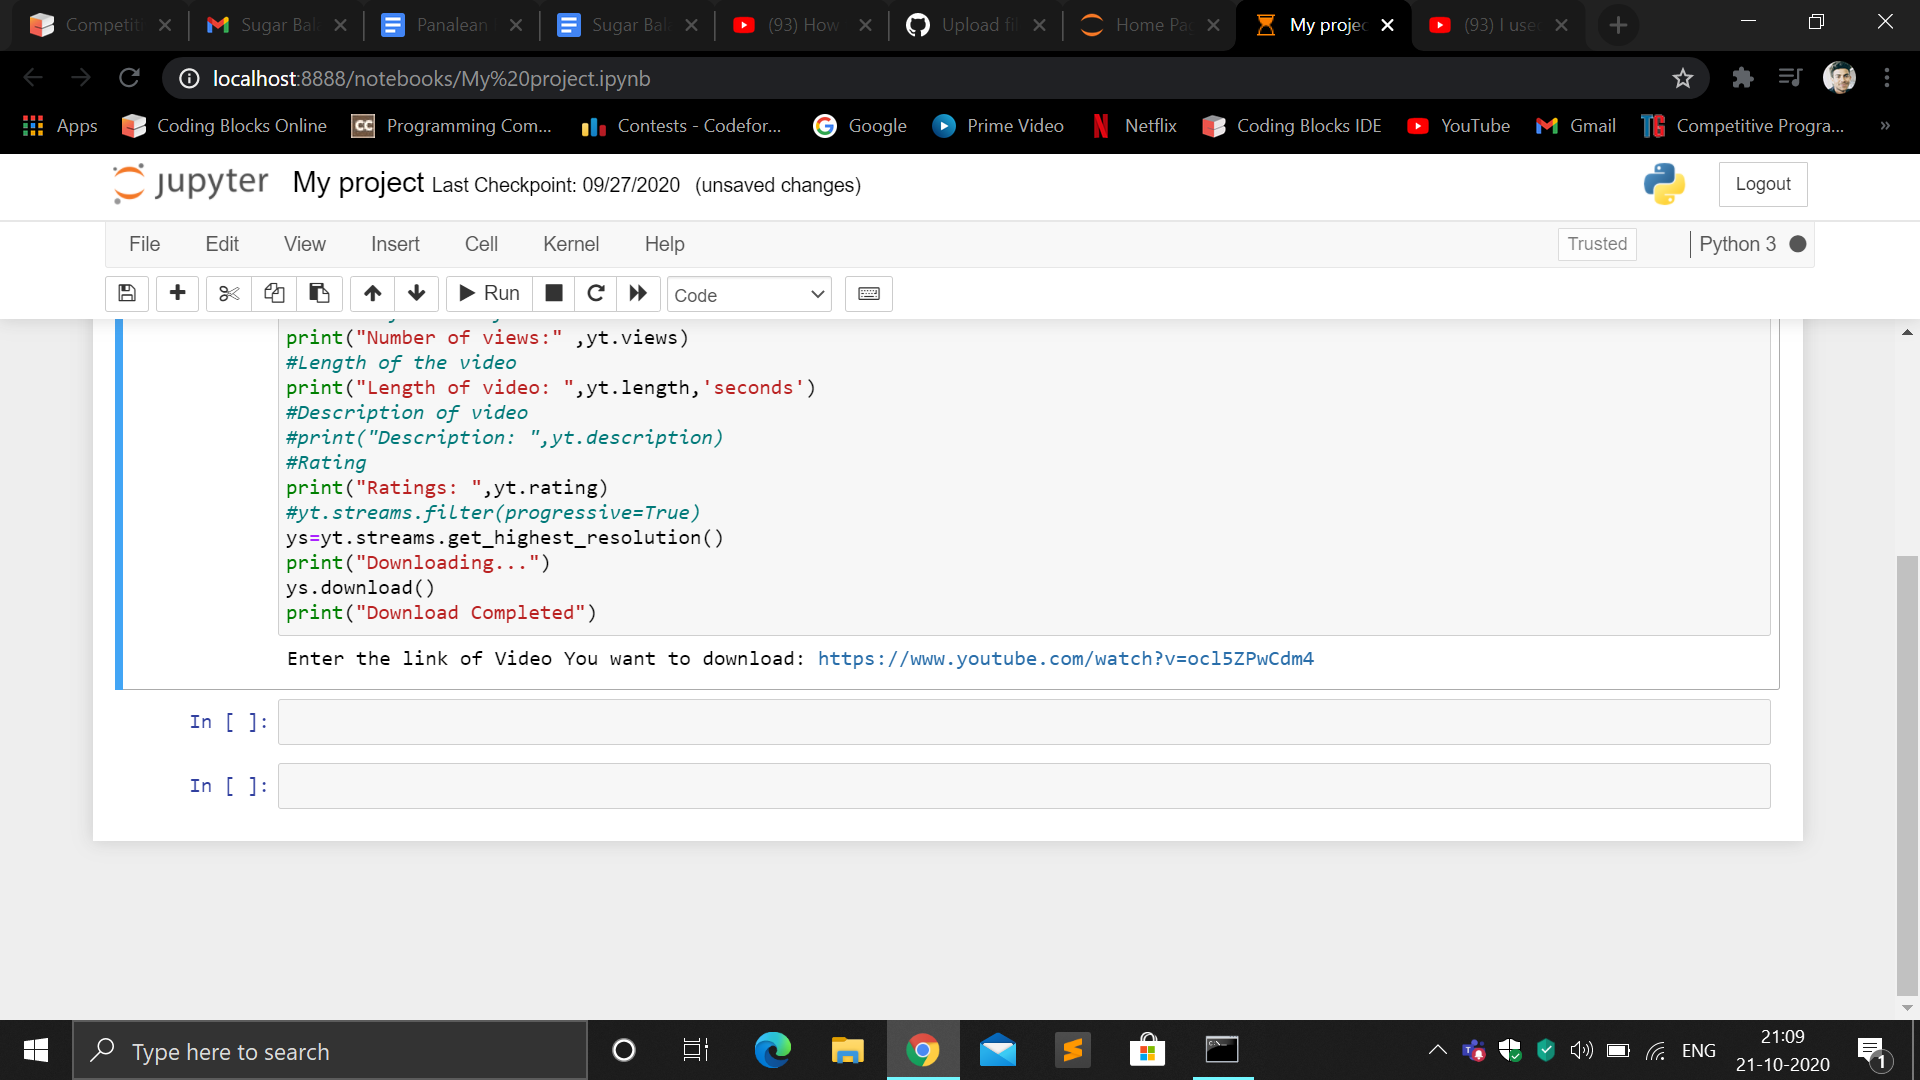 Competiti
Sugar Bal
Panalean
Sugar Bal
(93) How
Upload fil
Home Pa
My projec
(93) I used
localhost:8888/notebooks/My%20project.ipynb
Apps
Coding Blocks Online
CC
Programming Com...
Contests - Codefor...
Google
Prime Video
Netflix
Coding Blocks IDE
YouTube
Gmail
Competitive Progra...
»
jupyter My project Last Checkpoint: 09/27/2020 (unsaved changes)
Logout
File Edit View Insert Cell Kernel Help
Trusted
Python 3
Run
Code
print("Number of views:" ,yt.views)
#Length of the video
print("Length of video: ",yt.length,'seconds')
#Description of video
#print("Description: ",yt.description)
#Rating
print("Ratings: ",yt.rating)
#yt.streams.filter(progressive=True)
ys=yt.streams.get_highest_resolution()
print("Downloading...")
ys.download()
print("Download Completed")
Enter the link of Video You want to download: https://www.youtube.com/watch?v=ocl5ZPwCdm4
In [ ]:
In [ ]:
Type here to search
ENG
21:09
21-10-2020
1